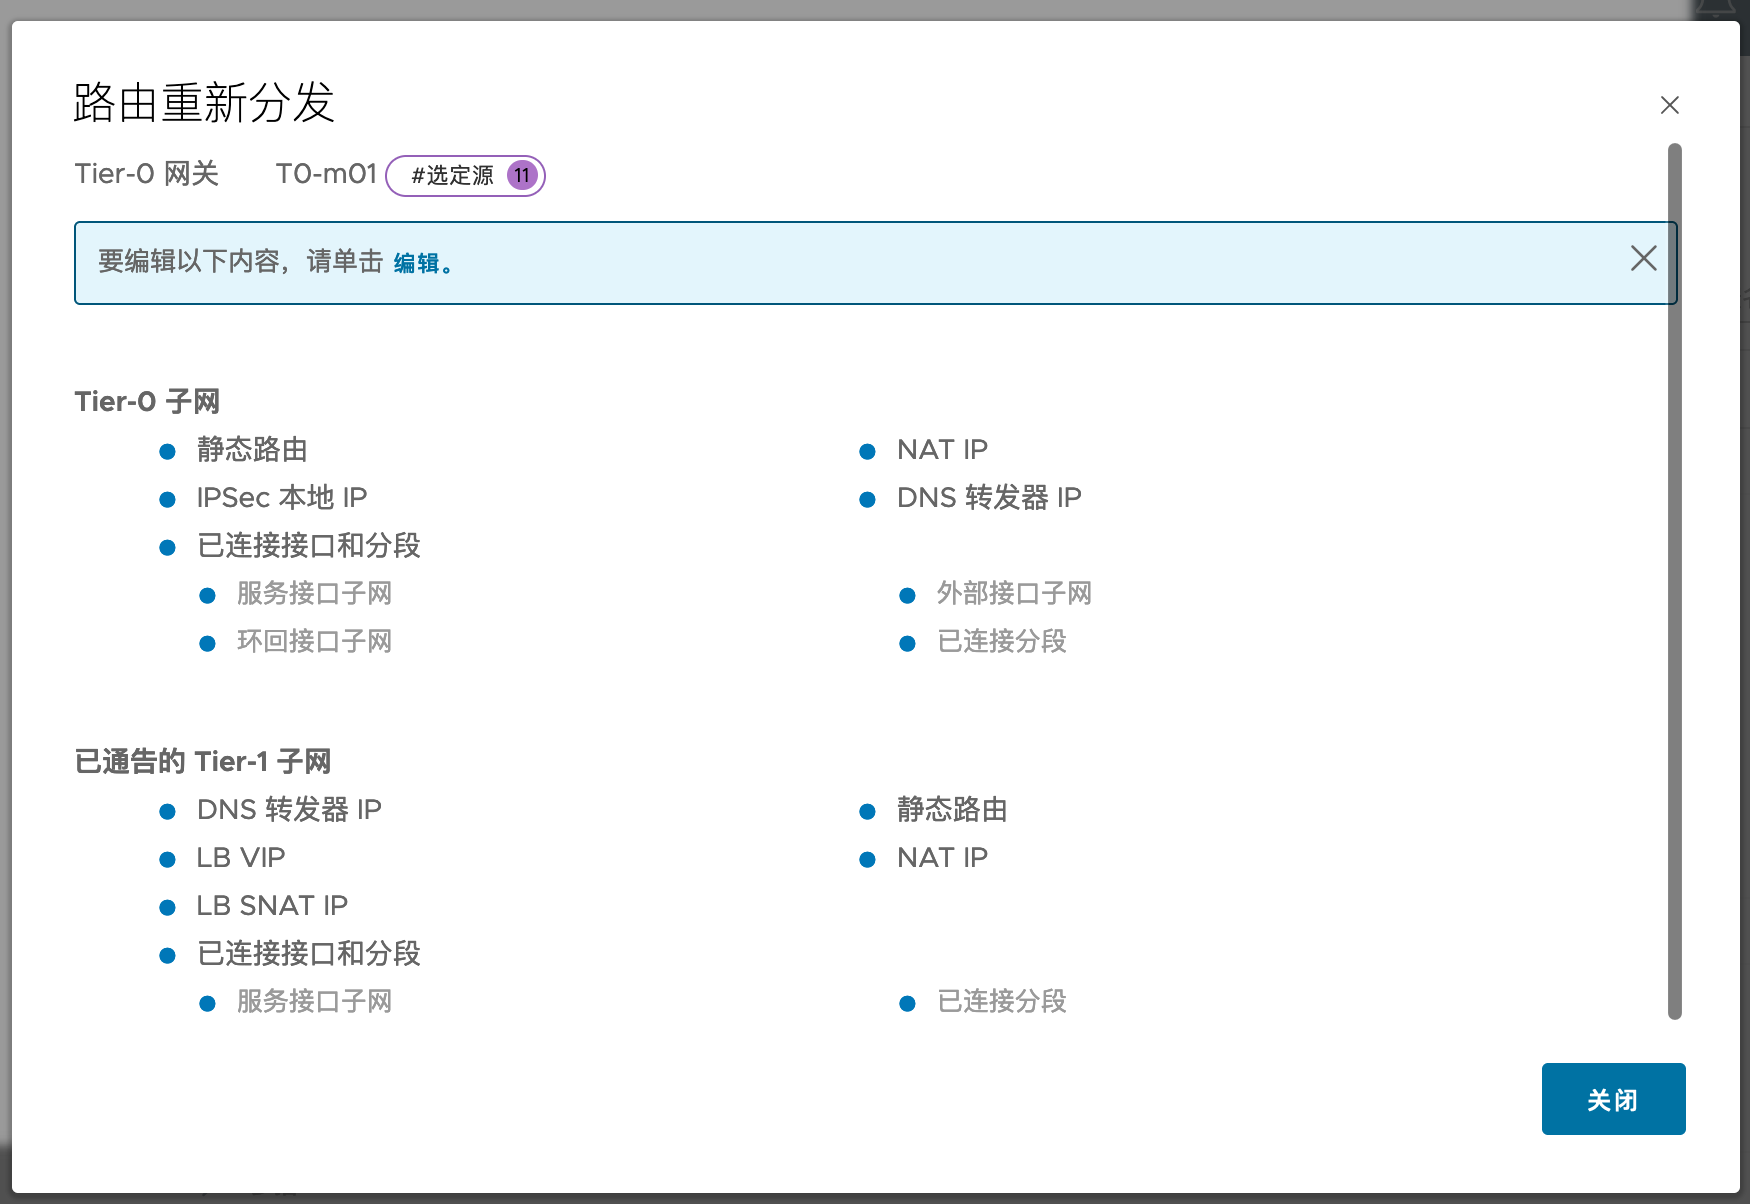 路由重新分发
Tier-0 网关 T0-m01 #选定源 11
要编辑以下内容，请单击 编辑。
Tier-0 子网
静态路由 NAT IP
IPSec 本地 IP DNS 转发器 IP
已连接接口和分段
服务接口子网 外部接口子网
环回接口子网 已连接分段
已通告的 Tier-1 子网
DNS 转发器 IP 静态路由
LB VIP NAT IP
LB SNAT IP
已连接接口和分段
服务接口子网 已连接分段
关闭